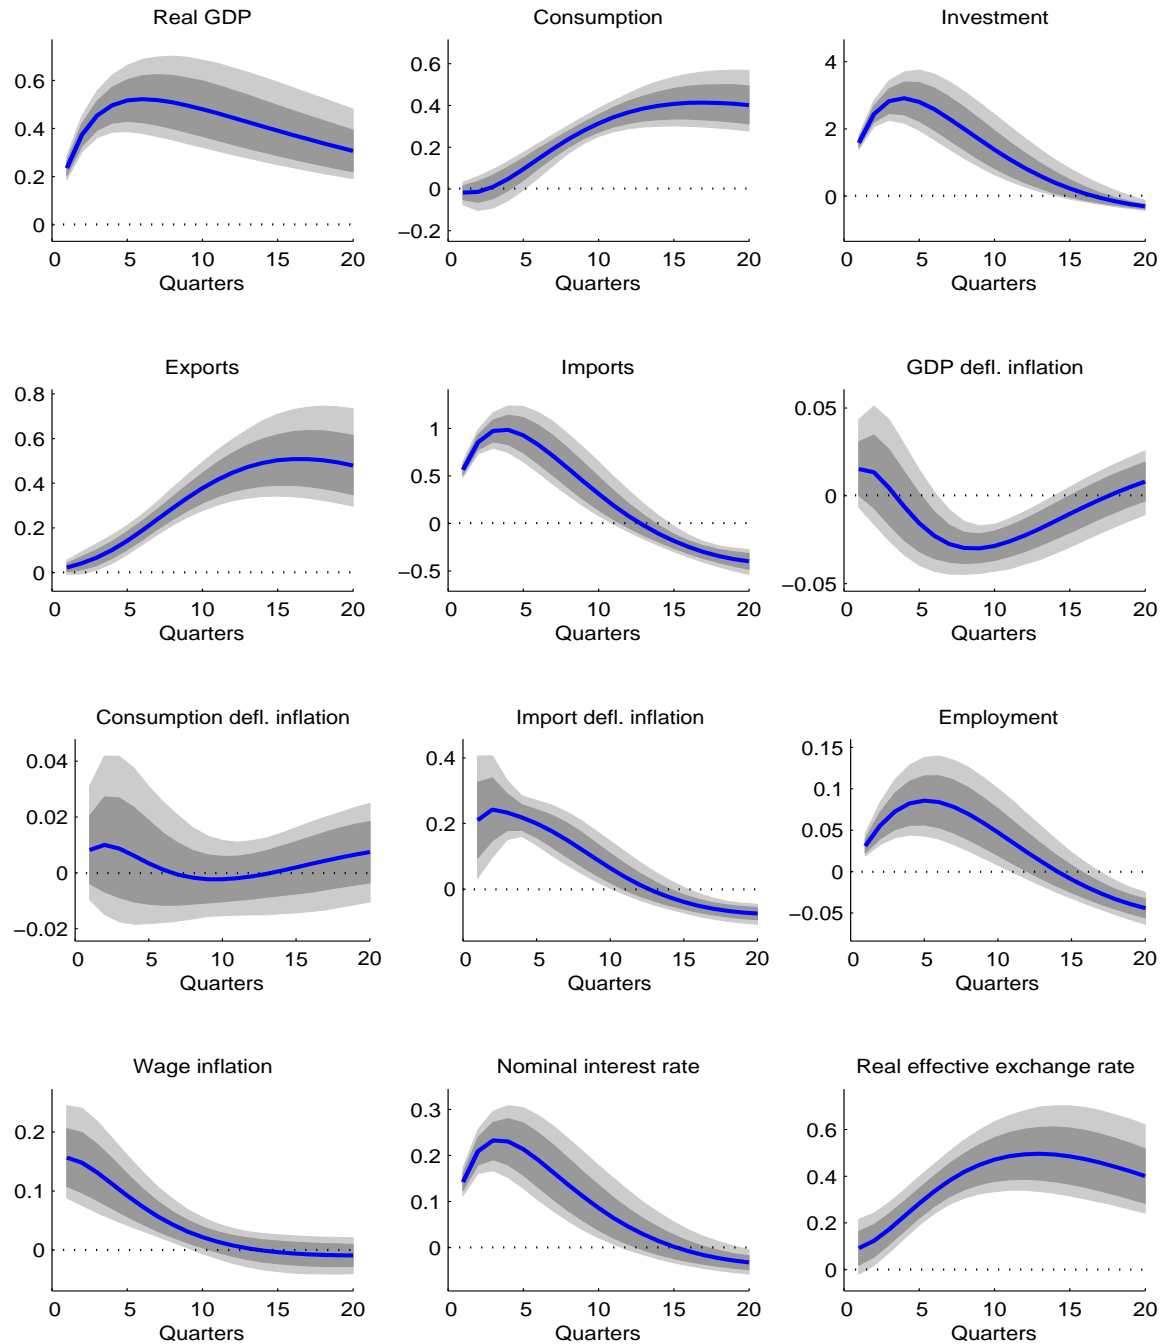 Real GDP
0.6
0.4
0.2
0
0 5 10 15 20
Quarters
Consumption
0.6
0.4
0.2
0
−0.2
0 5 10 15 20
Quarters
Investment
4
2
0
0 5 10 15 20
Quarters
Exports
0.8
0.6
0.4
0.2
0
0 5 10 15 20
Quarters
Imports
1
0.5
0
−0.5
0 5 10 15 20
Quarters
GDP defl. inflation
0.05
0
−0.05
0 5 10 15 20
Quarters
Consumption defl. inflation
0.04
0.02
0
−0.02
0 5 10 15 20
Quarters
Import defl. inflation
0.4
0.2
0
0 5 10 15 20
Quarters
Employment
0.15
0.1
0.05
0
−0.05
0 5 10 15 20
Quarters
Wage inflation
0.2
0.1
0
0 5 10 15 20
Quarters
Nominal interest rate
0.3
0.2
0.1
0
0 5 10 15 20
Quarters
Real effective exchange rate
0.6
0.4
0.2
0
0 5 10 15 20
Quarters